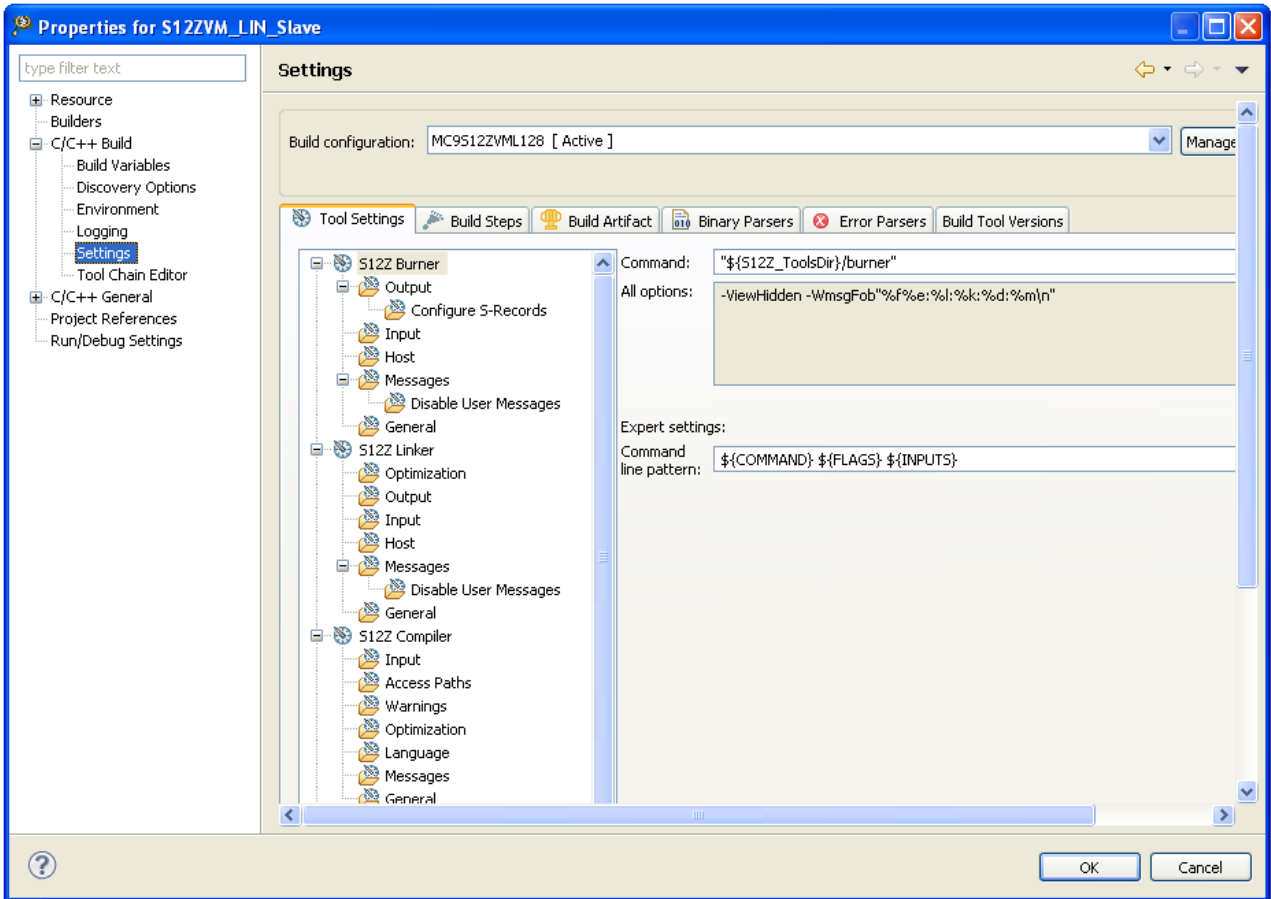 Properties for S12ZVM_LIN_Slave
type filter text
Resource
Builders
C/C++ Build
Build Variables
Discovery Options
Environment
Logging
Settings
Tool Chain Editor
C/C++ General
Project References
Run/Debug Settings
Settings
Build configuration: MC9S12ZVML128 [ Active ] Manage
Tool Settings Build Steps Build Artifact Binary Parsers Error Parsers Build Tool Versions
S12Z Burner
Output
Configure S-Records
Input
Host
Messages
Disable User Messages
General
S12Z Linker
Optimization
Output
Input
Host
Messages
Disable User Messages
General
S12Z Compiler
Input
Access Paths
Warnings
Optimization
Language
Messages
General
Command: "${S12Z_ToolsDir}/burner"
All options: -ViewHidden -WmsgFob"%f%e:%l:%k:%d:%m\n"
Expert settings:
Command
line pattern: ${COMMAND} ${FLAGS} ${INPUTS}
?
OK Cancel